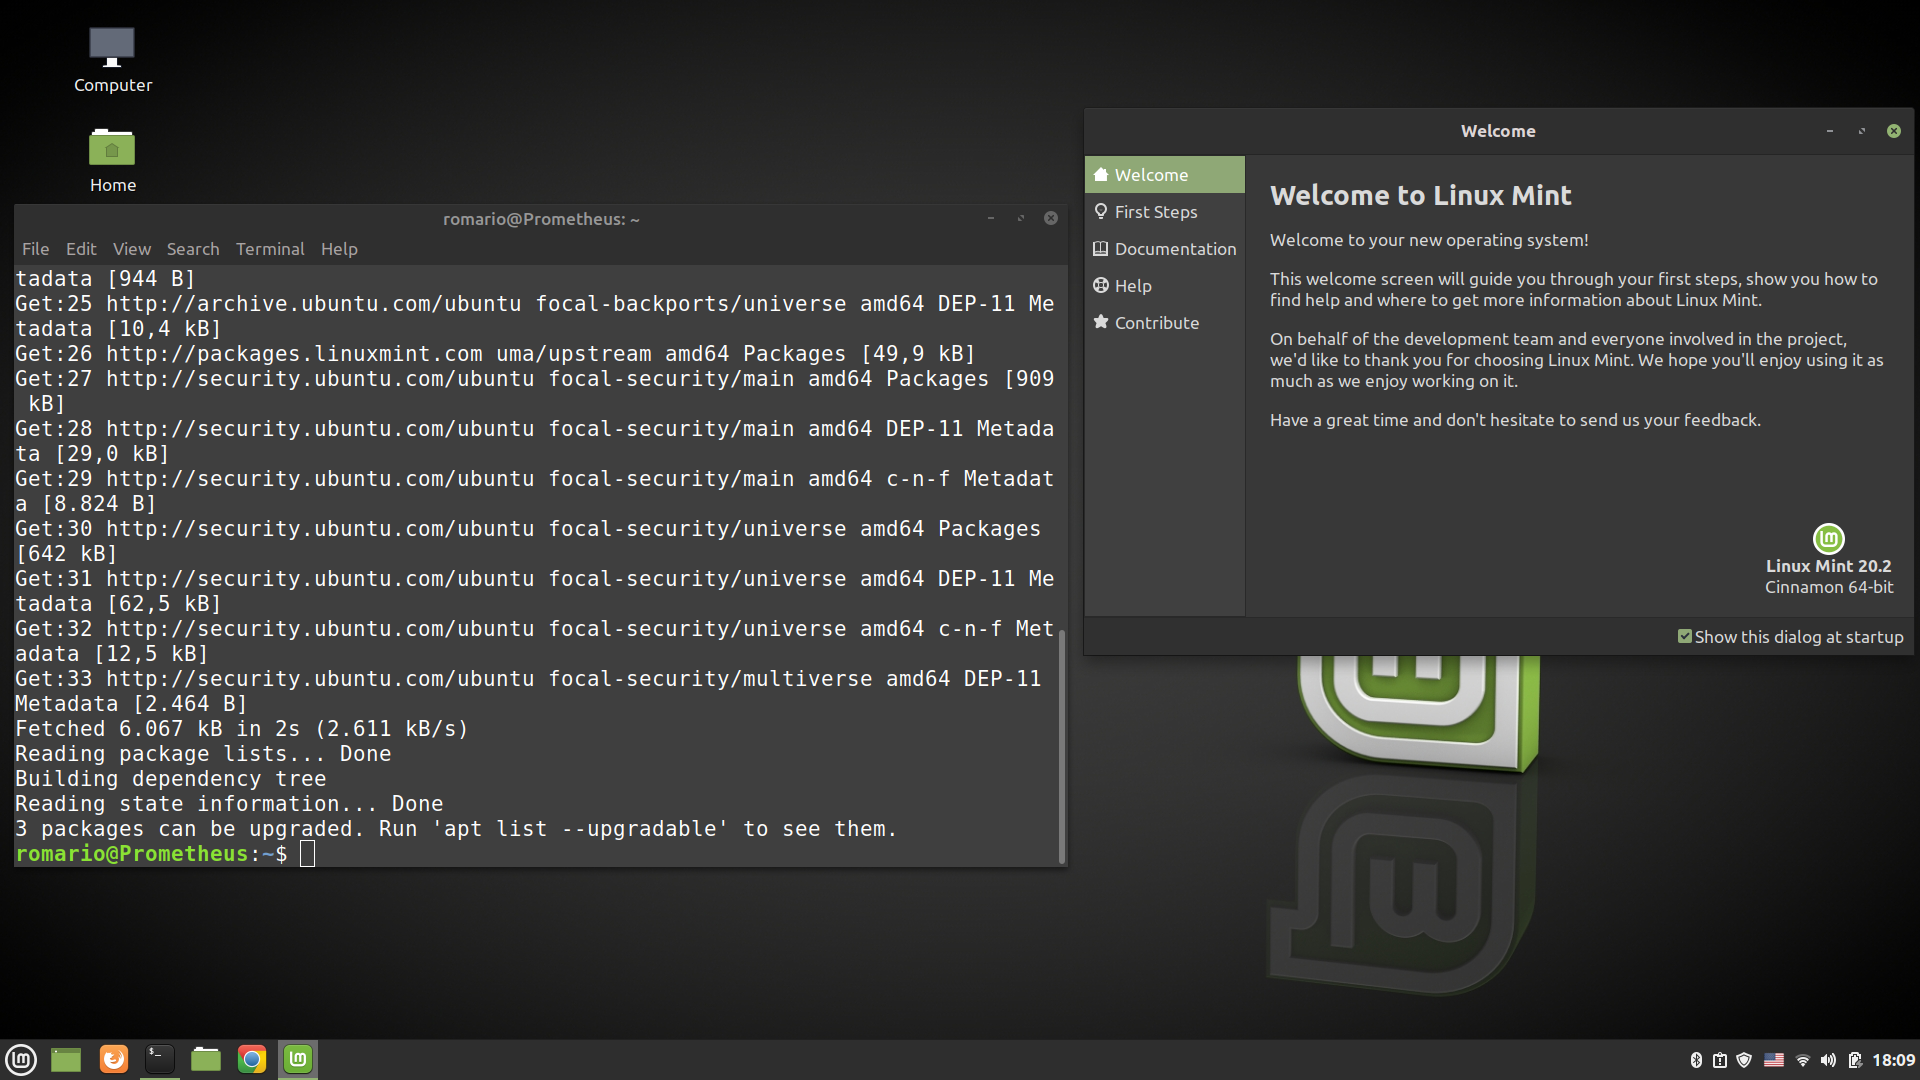 Computer
Home
romario@Prometheus: ~
File Edit View Search Terminal Help
tadata [944 B]
Get:25 http://archive.ubuntu.com/ubuntu focal-backports/universe amd64 DEP-11 Me
tadata [10,4 kB]
Get:26 http://packages.linuxmint.com uma/upstream amd64 Packages [49,9 kB]
Get:27 http://security.ubuntu.com/ubuntu focal-security/main amd64 Packages [909
 kB]
Get:28 http://security.ubuntu.com/ubuntu focal-security/main amd64 DEP-11 Metada
ta [29,0 kB]
Get:29 http://security.ubuntu.com/ubuntu focal-security/main amd64 c-n-f Metadat
a [8.824 B]
Get:30 http://security.ubuntu.com/ubuntu focal-security/universe amd64 Packages
[642 kB]
Get:31 http://security.ubuntu.com/ubuntu focal-security/universe amd64 DEP-11 Me
tadata [62,5 kB]
Get:32 http://security.ubuntu.com/ubuntu focal-security/universe amd64 c-n-f Met
adata [12,5 kB]
Get:33 http://security.ubuntu.com/ubuntu focal-security/multiverse amd64 DEP-11
Metadata [2.464 B]
Fetched 6.067 kB in 2s (2.611 kB/s)
Reading package lists... Done
Building dependency tree
Reading state information... Done
3 packages can be upgraded. Run 'apt list --upgradable' to see them.
romario@Prometheus:~$
Welcome
Welcome
First Steps
Documentation
Help
Contribute
Welcome to Linux Mint
Welcome to your new operating system!
This welcome screen will guide you through your first steps, show you how to
find help and where to get more information about Linux Mint.
On behalf of the development team and everyone involved in the project,
we'd like to thank you for choosing Linux Mint. We hope you'll enjoy using it as
much as we enjoy working on it.
Have a great time and don't hesitate to send us your feedback.
Linux Mint 20.2
Cinnamon 64-bit
Show this dialog at startup
$_
18:09